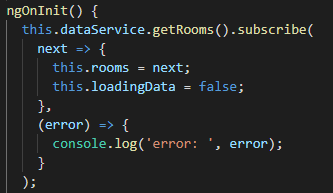 ngOnInit() {
  this.dataService.getRooms().subscribe(
    next => {
      this.rooms = next;
      this.loadingData = false;
    },
    (error) => {
      console.log('error: ', error);
    }
  );